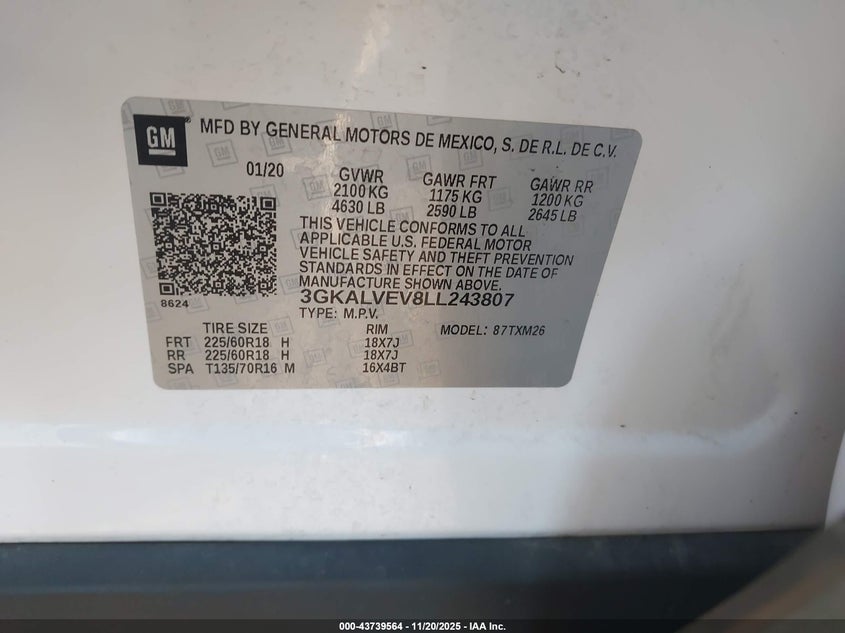 GM
MFD BY GENERAL MOTORS DE MEXICO, S. DE R.L. DE C.V.
01/20 GVWR GAWR FRT GAWR RR
2100 KG 1175 KG 1200 KG
4630 LB 2590 LB 2645 LB
THIS VEHICLE CONFORMS TO ALL
APPLICABLE U.S. FEDERAL MOTOR
VEHICLE SAFETY AND THEFT PREVENTION
STANDARDS IN EFFECT ON THE DATE OF
MANUFACTURE SHOWN ABOVE.
8624
3GKALVEV8LL243807
TYPE: M.P.V.
TIRE SIZE RIM MODEL: 87TXM26
FRT 225/60R18 H 18X7J
RR 225/60R18 H 18X7J
SPA T135/70R16 M 16X4BT
000-43739564 - 11/20/2025 - IAA Inc.